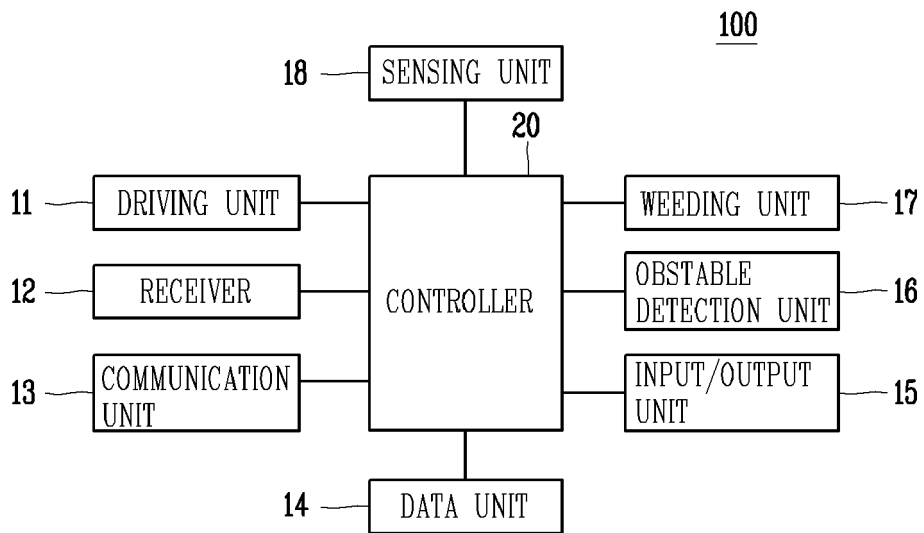 100
18
SENSING UNIT
20
11
DRIVING UNIT
WEEDING UNIT
17
12
RECEIVER
CONTROLLER
OBSTABLE
DETECTION UNIT
16
13
COMMUNICATION
UNIT
INPUT/OUTPUT
UNIT
15
14
DATA UNIT